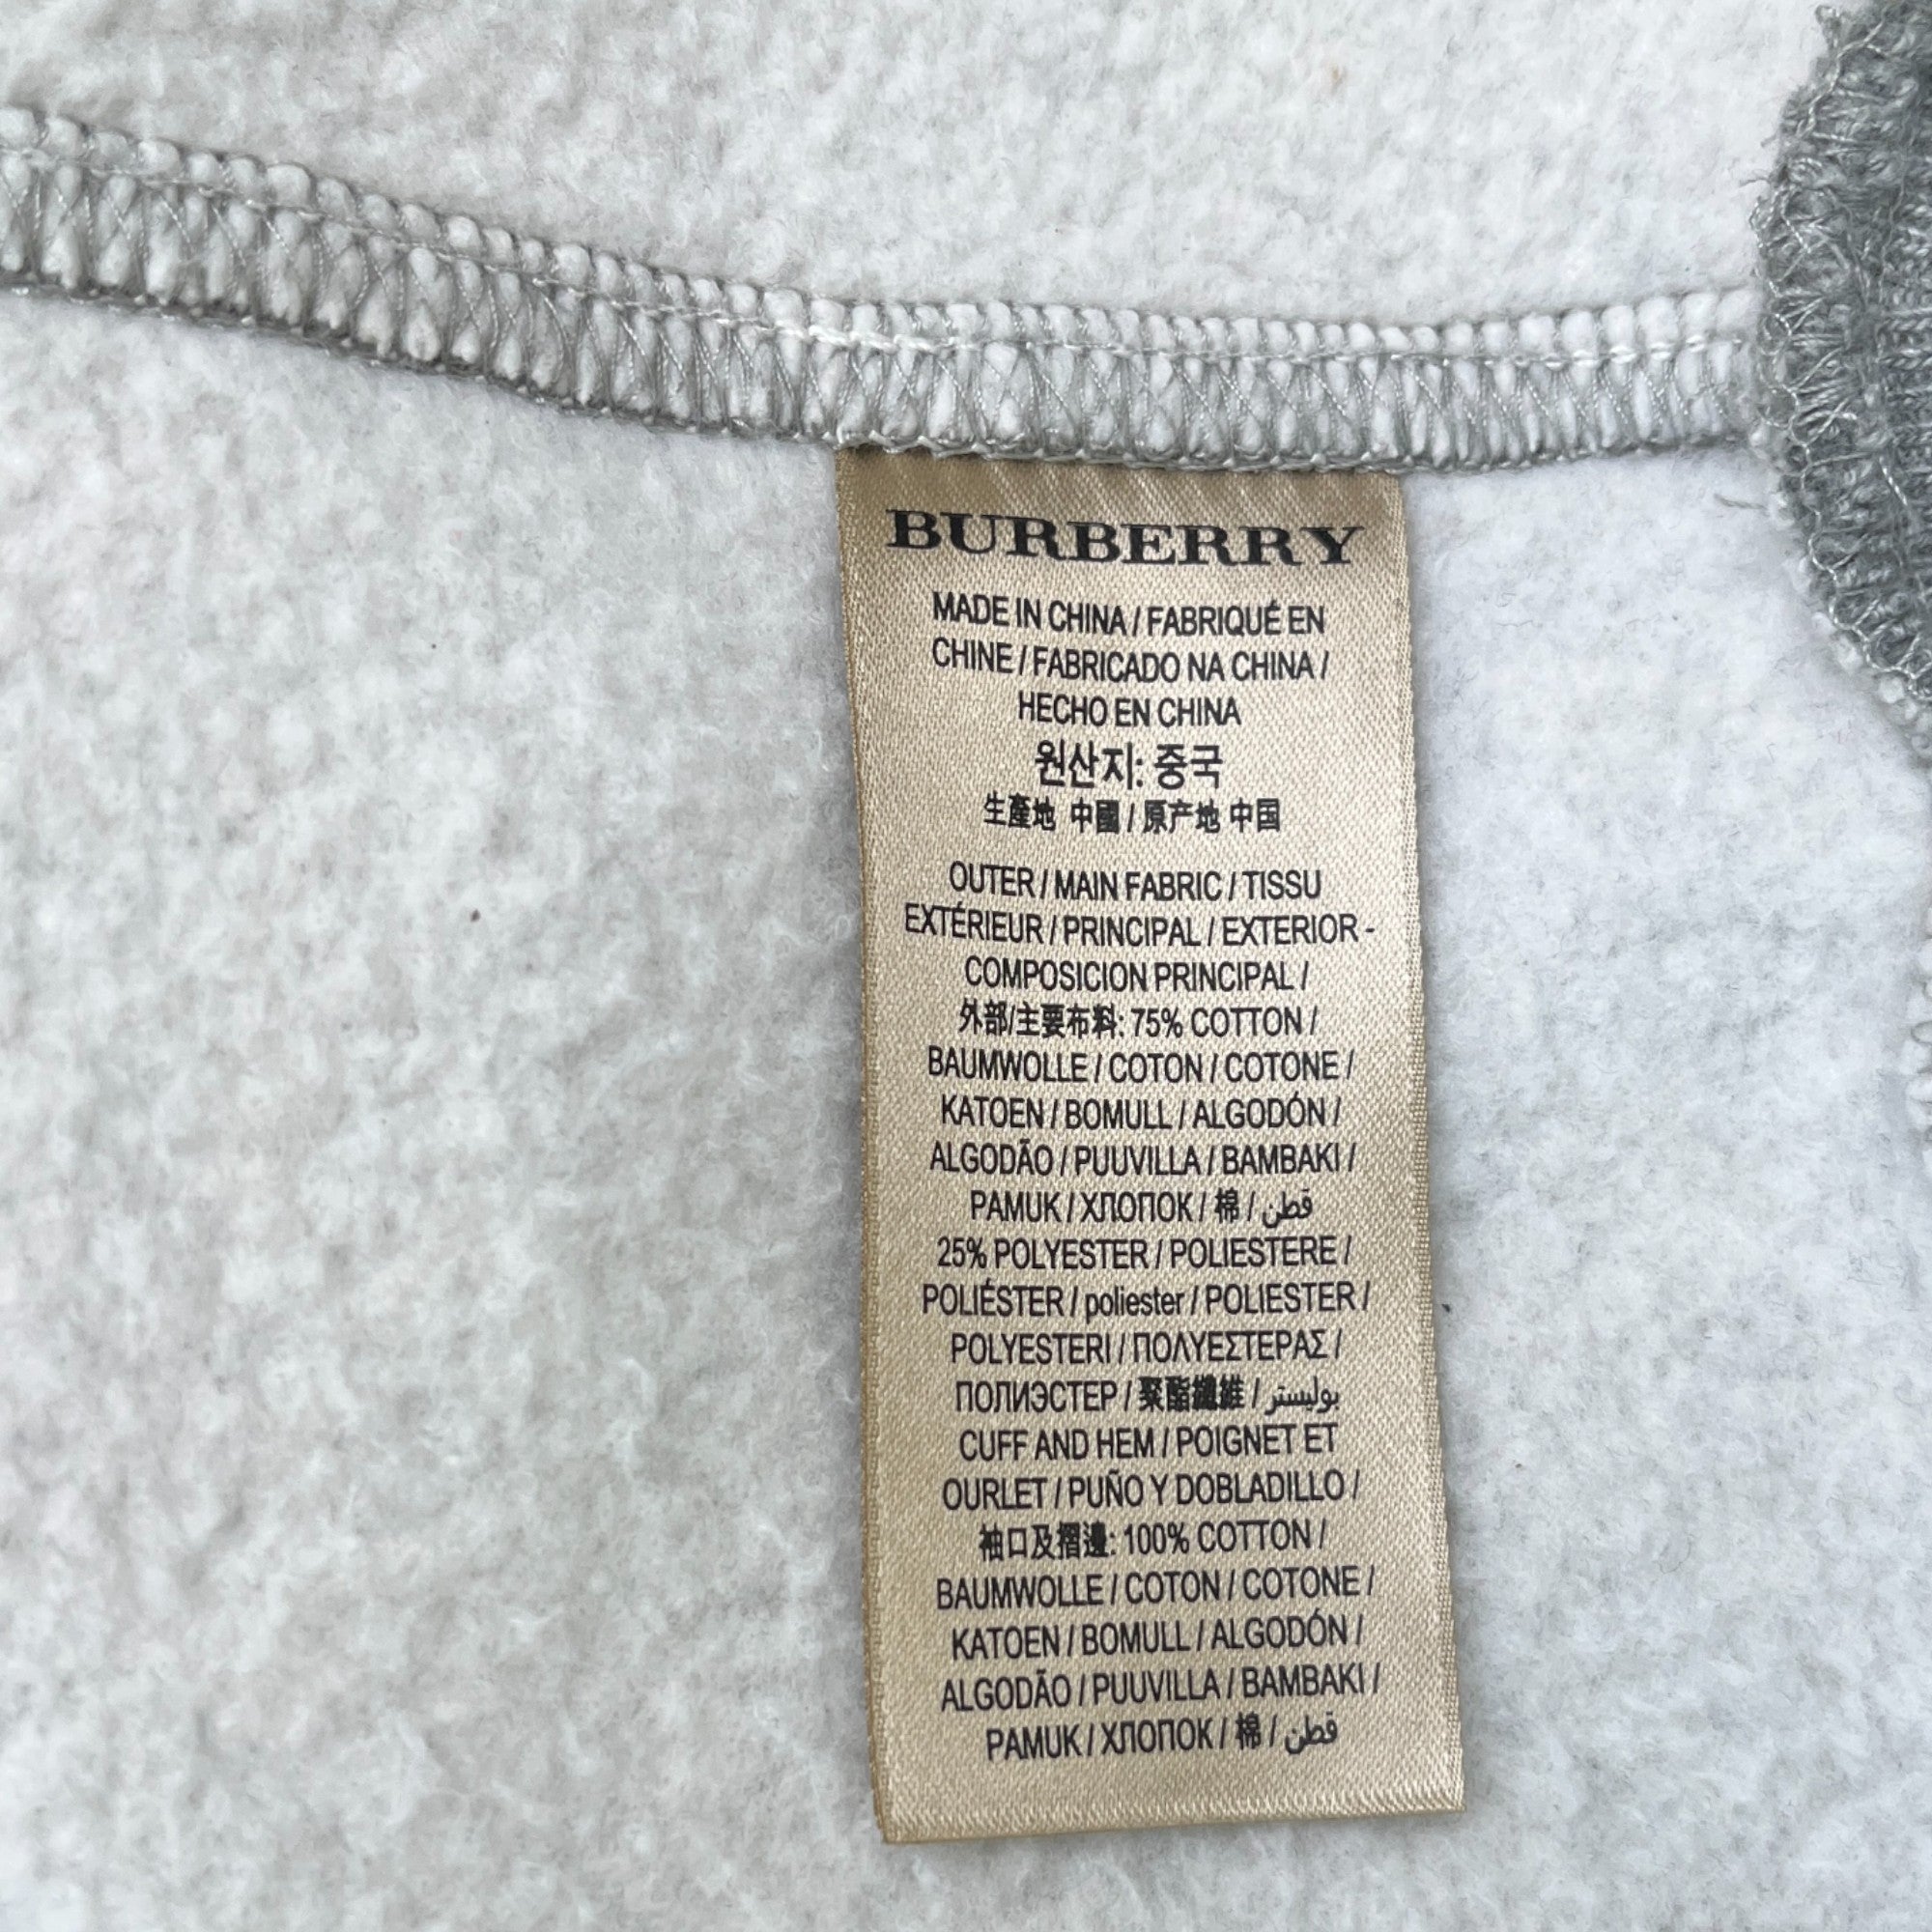 BURBERRY
MADE IN CHINA / FABRIQUÉ EN
CHINE / FABRICADO NA CHINA /
HECHO EN CHINA
원산지: 중국
生產地 中國 / 原产地 中国
OUTER / MAIN FABRIC / TISSU
EXTÉRIEUR / PRINCIPAL / EXTERIOR -
COMPOSICION PRINCIPAL /
外部/主要布料: 75% COTTON /
BAUMWOLLE / COTON / COTONE /
KATOEN / BOMULL / ALGODÓN /
ALGODÃO / PUUVILLA / BAMBAKI /
PAMUK / ХЛОПОК / 棉 / قطن
25% POLYESTER / POLIESTERE /
POLIÉSTER / poliester / POLIESTER /
POLYESTERI / ΠΟΛΥΕΣΤΕΡΑΣ /
ПОЛИЭСТЕР / 聚酯纖維 / بوليستر
CUFF AND HEM / POIGNET ET
OURLET / PUÑO Y DOBLADILLO /
袖口及摺邊: 100% COTTON /
BAUMWOLLE / COTON / COTONE /
KATOEN / BOMULL / ALGODÓN /
ALGODÃO / PUUVILLA / BAMBAKI /
PAMUK / ХЛОПОК / 棉 / قطن